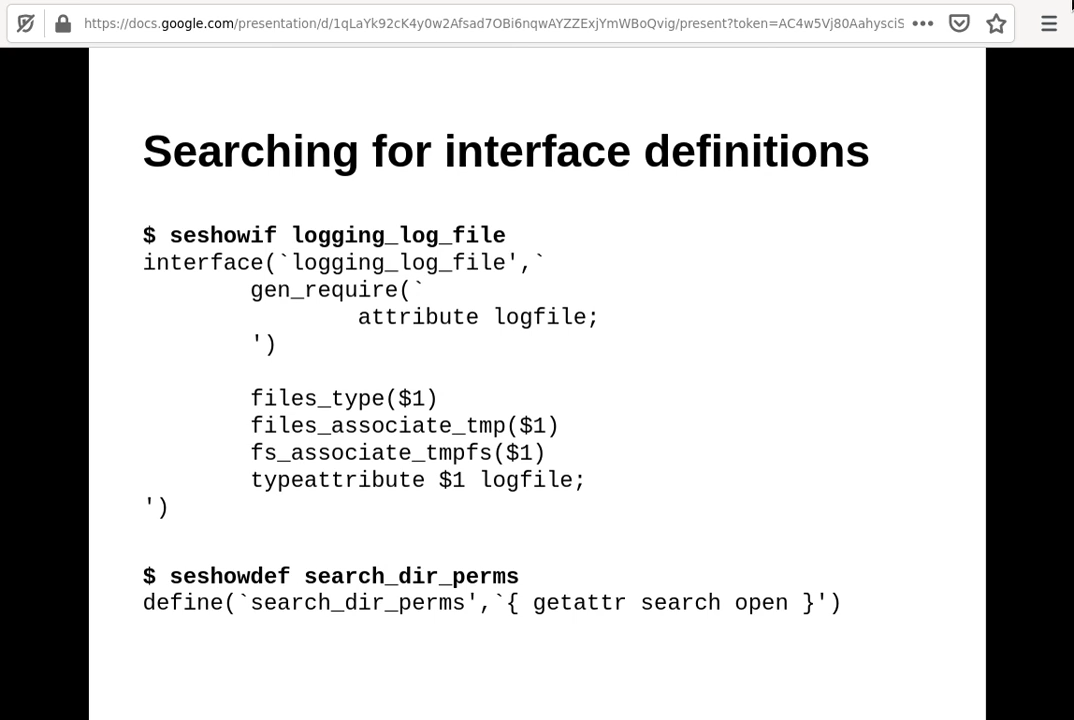 https://docs.google.com/presentation/d/1qLaYk92cK4y0w2Afsad7OBi6nqwAYZZExjYmWBoQvig/present?token=AC4w5Vj80AahysciS
Searching for interface definitions
$ seshowif logging_log_file
interface(`logging_log_file',`
gen_require(`
attribute logfile;
')
files_type($1)
files_associate_tmp($1)
fs_associate_tmpfs($1)
typeattribute $1 logfile;
')
$ seshowdef search_dir_perms
define(`search_dir_perms',`{ getattr search open }')